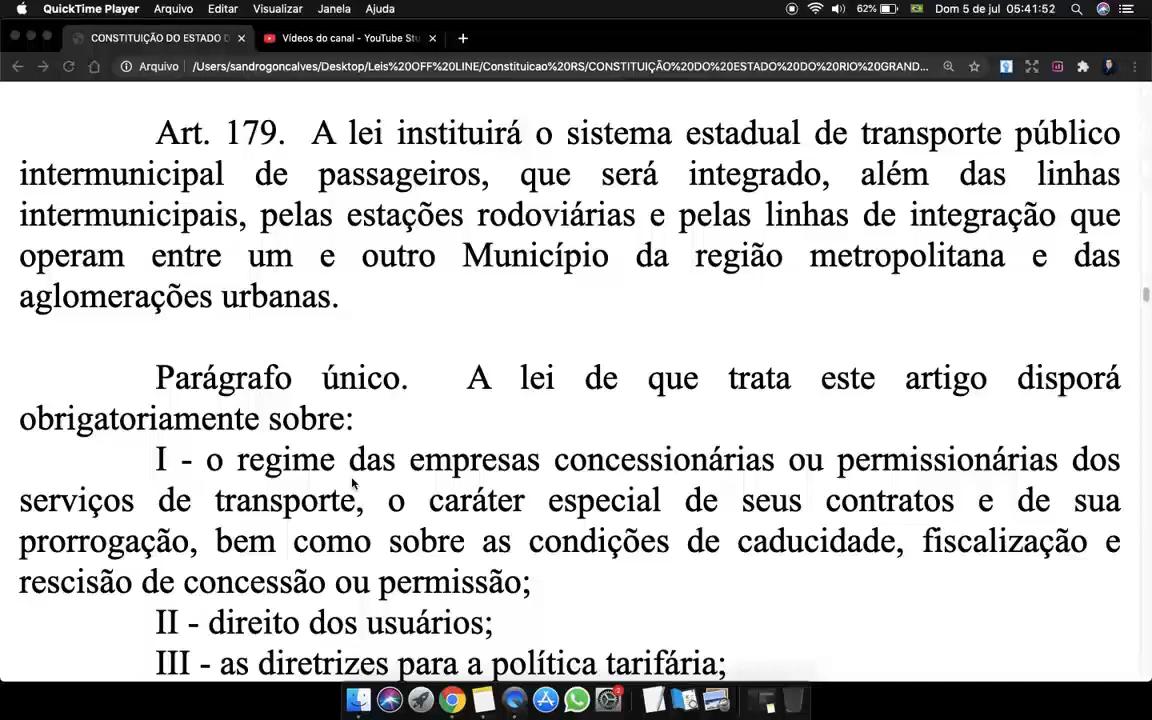 QuickTime Player Arquivo Editar Visualizar Janela Ajuda 62% Dom 5 de jul 05:41:52
CONSTITUIÇÃO DO ESTADO D Vídeos do canal - YouTube Stu
Arquivo /Users/sandrogoncalves/Desktop/Leis%20OFF%20LINE/Constituicao%20RS/CONSTITUIÇÃO%20DO%20ESTADO%20DO%20RIO%20GRAND...
Art. 179. A lei instituirá o sistema estadual de transporte público
intermunicipal de passageiros, que será integrado, além das linhas
intermunicipais, pelas estações rodoviárias e pelas linhas de integração que
operam entre um e outro Município da região metropolitana e das
aglomerações urbanas.
Parágrafo único. A lei de que trata este artigo disporá
obrigatoriamente sobre:
I - o regime das empresas concessionárias ou permissionárias dos
serviços de transporte, o caráter especial de seus contratos e de sua
prorrogação, bem como sobre as condições de caducidade, fiscalização e
rescisão de concessão ou permissão;
II - direito dos usuários;
III - as diretrizes para a política tarifária;